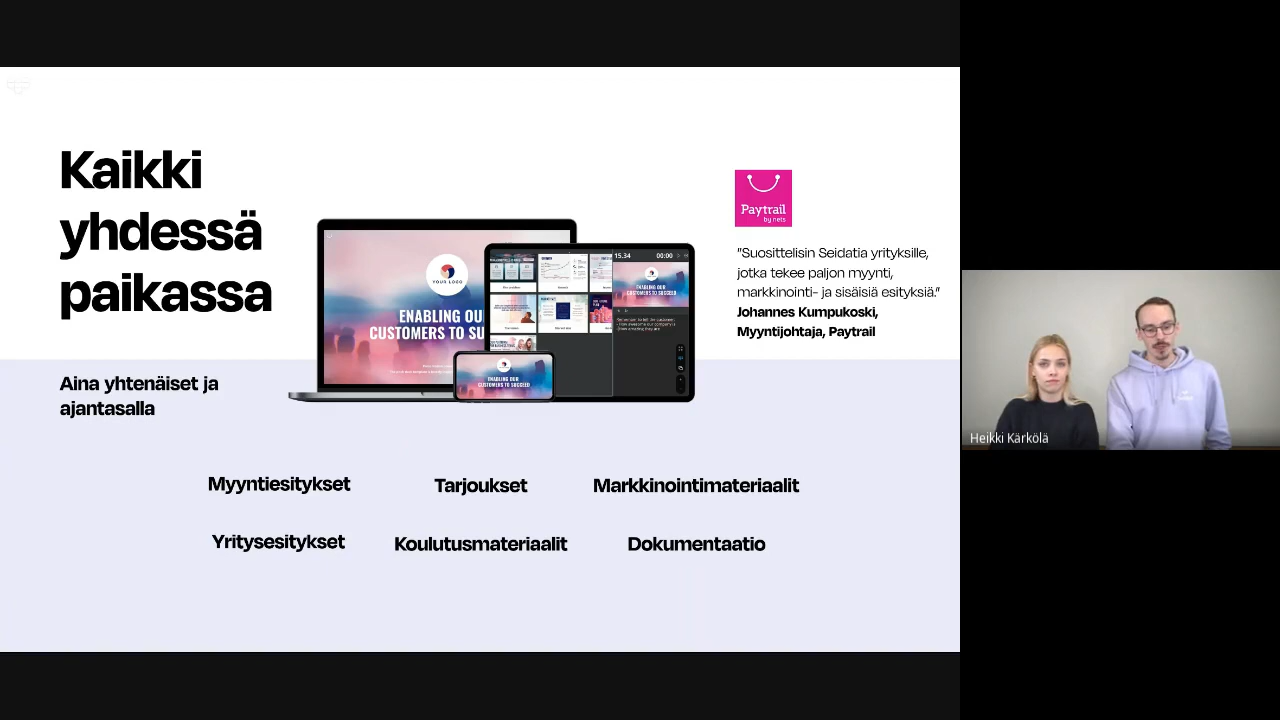 Kaikki
yhdessä
paikassa
Aina yhtenäiset ja
ajantasalla
YOUR LOGO
ENABLING OU
CUSTOMERS TO SU
15.34
00:00
ENABLING OUR
CUSTOMERS TO SUCCEED
ENABLING OUR
CUSTOMERS TO SUCCEED
Paytrail
by nets
”Suosittelisin Seidatia yrityksille,
jotka tekee paljon myynti,
markkinointi- ja sisäisiä esityksiä.”
Johannes Kumpukoski,
Myyntijohtaja, Paytrail
Myyntiesitykset
Tarjoukset
Markkinointimateriaalit
Yritysesitykset
Koulutusmateriaalit
Dokumentaatio
Heikki Kärkölä